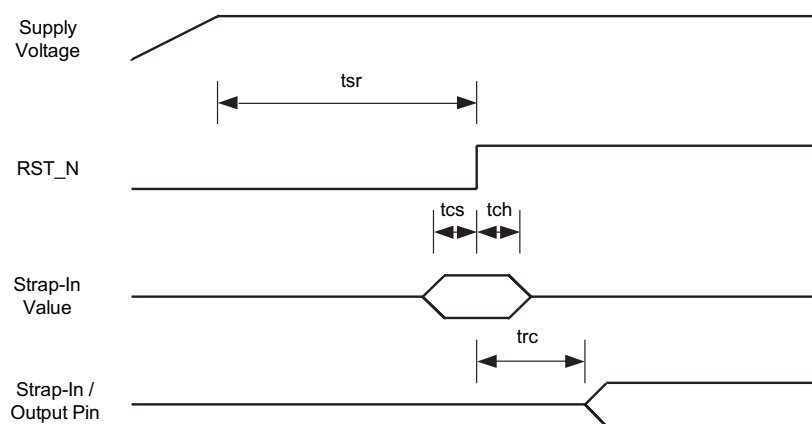 Supply
Voltage
tsr
RST_N
tcs
tch
Strap-In
Value
trc
Strap-In /
Output Pin